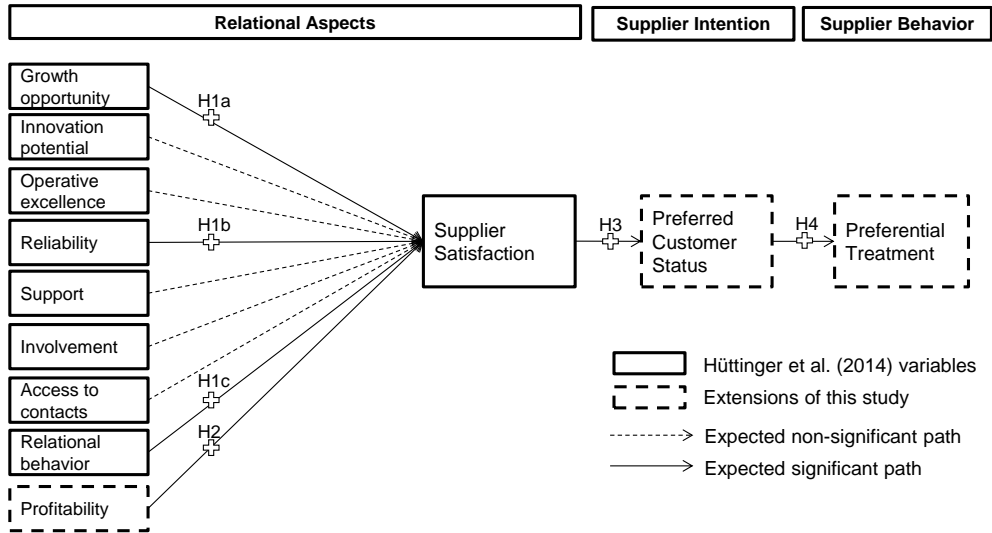 Relational Aspects
Supplier Intention
Supplier Behavior
Growth
opportunity
H1a
Innovation
potential
Operative
excellence
Reliability
H1b
Support
Involvement
Access to
contacts
H1c
Relational
behavior
H2
Profitability
Supplier
Satisfaction
H3
Preferred
Customer
Status
H4
Preferential
Treatment
Hüttinger et al. (2014) variables
Extensions of this study
Expected non-significant path
Expected significant path